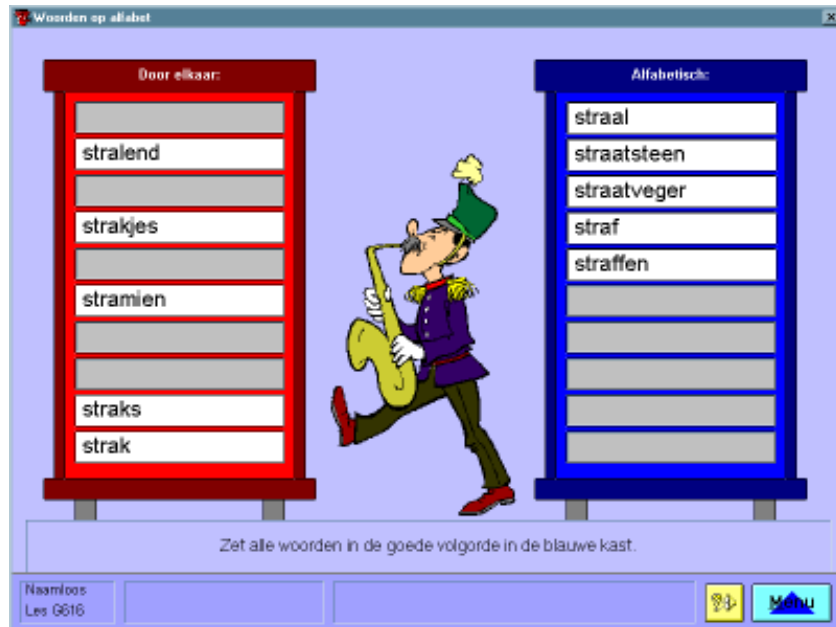 Woorden op alfabet
Door elkaar:
stralend
strakjes
stramien
straks
strak
Alfabetisch:
straal
straatsteen
straatveger
straf
straffen
Zet alle woorden in de goede volgorde in de blauwe kast.
Naamloos
Les G616
Menu